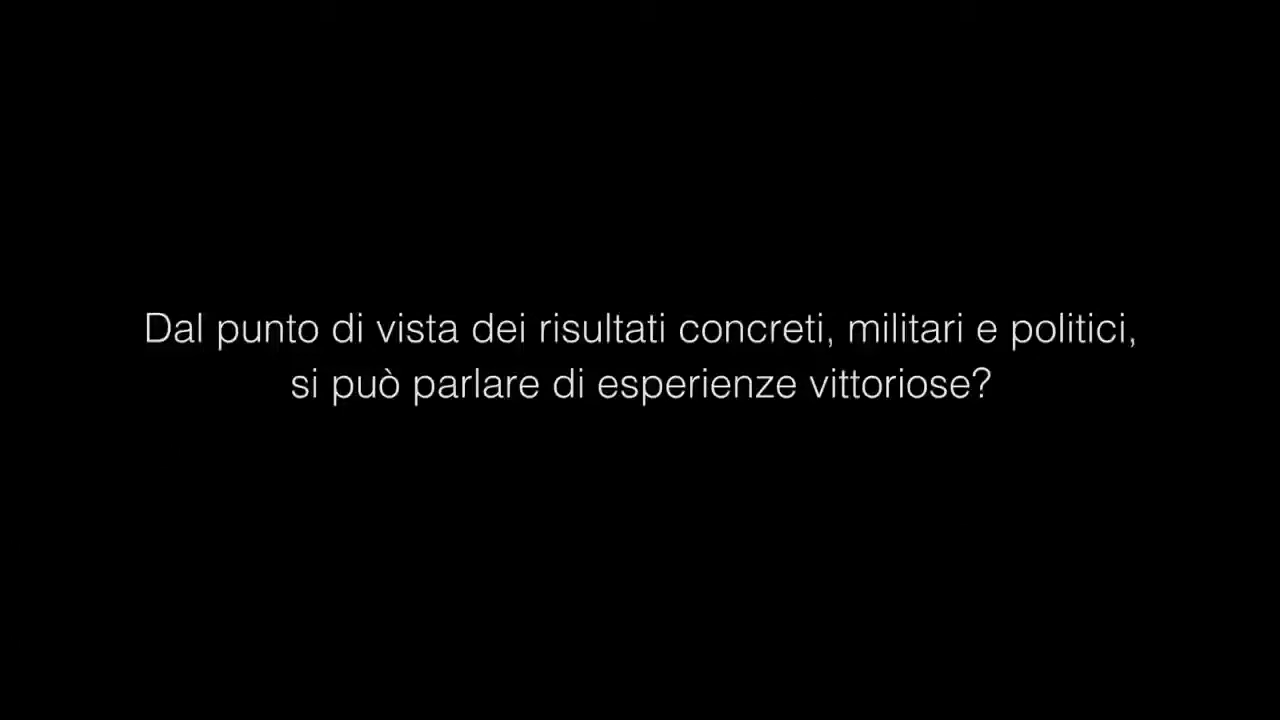 Dal punto di vista dei risultati concreti, militari e politici,
si può parlare di esperienze vittoriose?